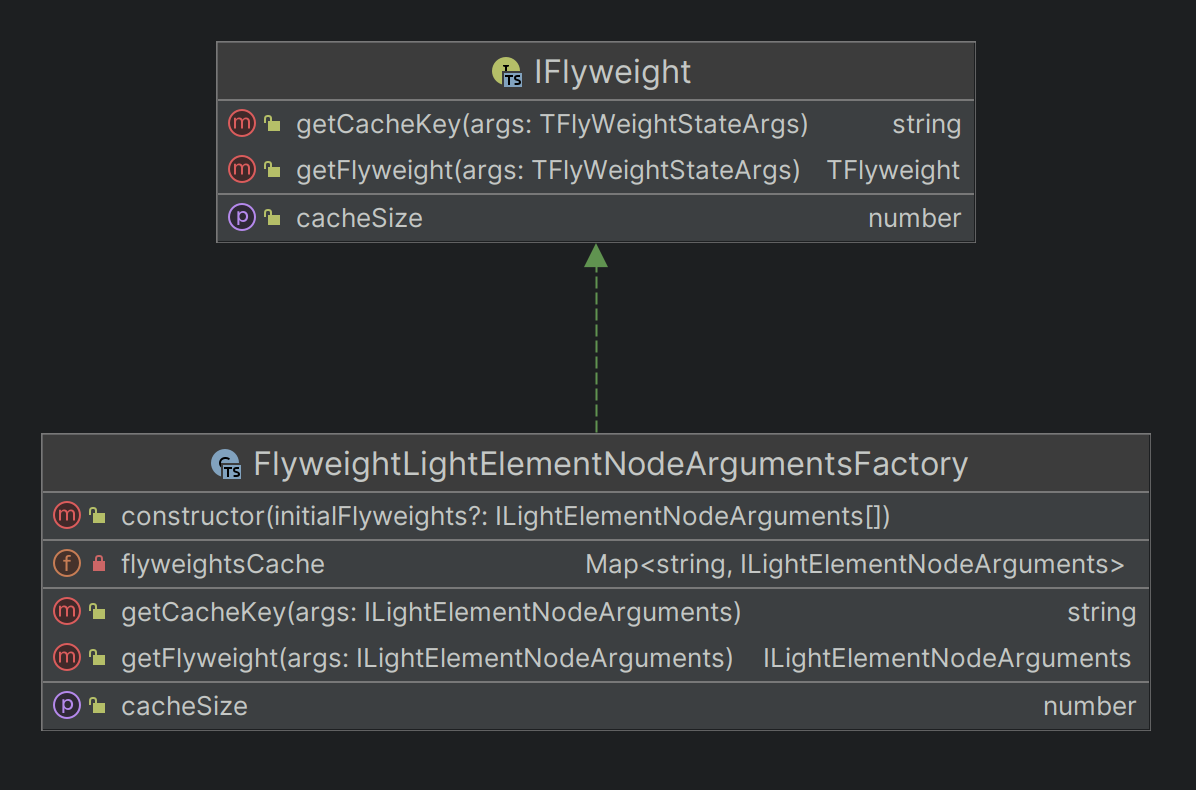 IFlyweight
getCacheKey(args: TFlyWeightStateArgs) string
getFlyweight(args: TFlyWeightStateArgs) TFlyweight
cacheSize number
FlyweightLightElementNodeArgumentsFactory
constructor(initialFlyweights?: ILightElementNodeArguments[])
flyweightsCache Map<string, ILightElementNodeArguments>
getCacheKey(args: ILightElementNodeArguments) string
getFlyweight(args: ILightElementNodeArguments) ILightElementNodeArguments
cacheSize number